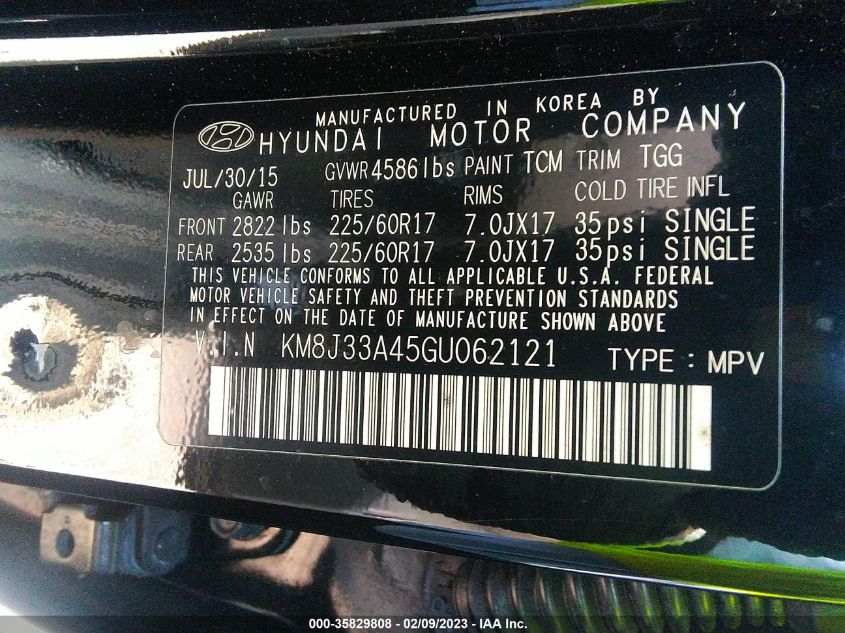 MANUFACTURED IN KOREA BY
HYUNDAI MOTOR COMPANY
JUL/30/15 GVWR 4586 lbs PAINT TCM TRIM TGG
GAWR TIRES RIMS COLD TIRE INFL
FRONT 2822 lbs 225/60R17 7.0JX17 35psi SINGLE
REAR 2535 lbs 225/60R17 7.0JX17 35psi SINGLE
THIS VEHICLE CONFORMS TO ALL APPLICABLE U.S.A. FEDERAL
MOTOR VEHICLE SAFETY AND THEFT PREVENTION STANDARDS
IN EFFECT ON THE DATE OF MANUFACTURE SHOWN ABOVE
V.I.N KM8J33A45GU062121 TYPE : MPV
000-35829808 - 02/09/2023 - IAA Inc.